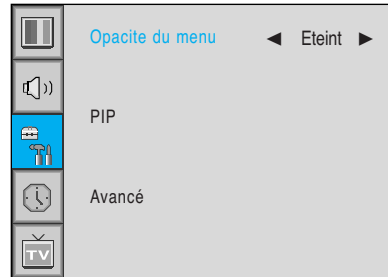 Opacite du menu ◀ Eteint ▶
PIP
Avancé
TV